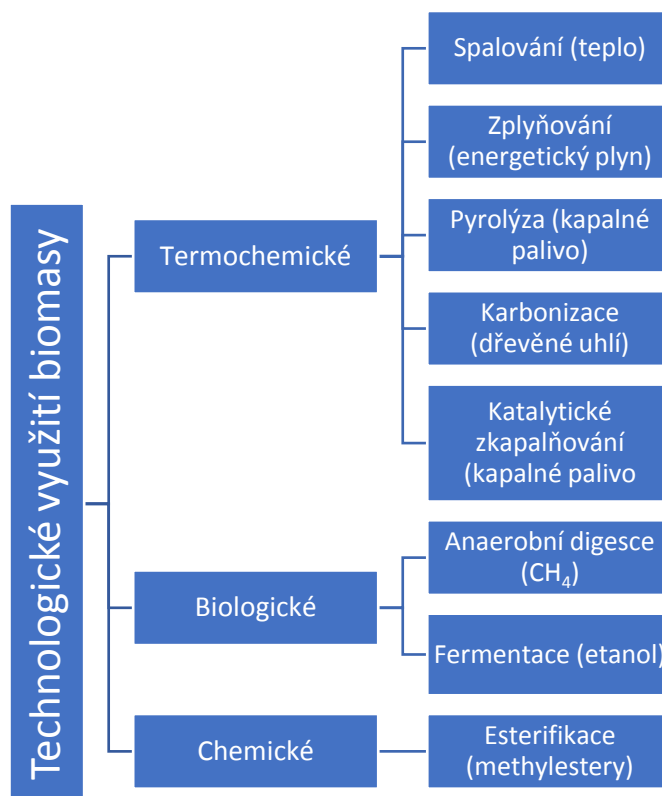 Technologické využití biomasy
Termochemické
Spalování (teplo)
Zplyňování
(energetický plyn)
Pyrolýza (kapalné
palivo)
Karbonizace
(dřevěné uhlí)
Katalytické
zkapalňování
(kapalné palivo
Biologické
Anaerobní digesce
(CH₄)
Fermentace (etanol)
Chemické
Esterifikace
(methylestery)